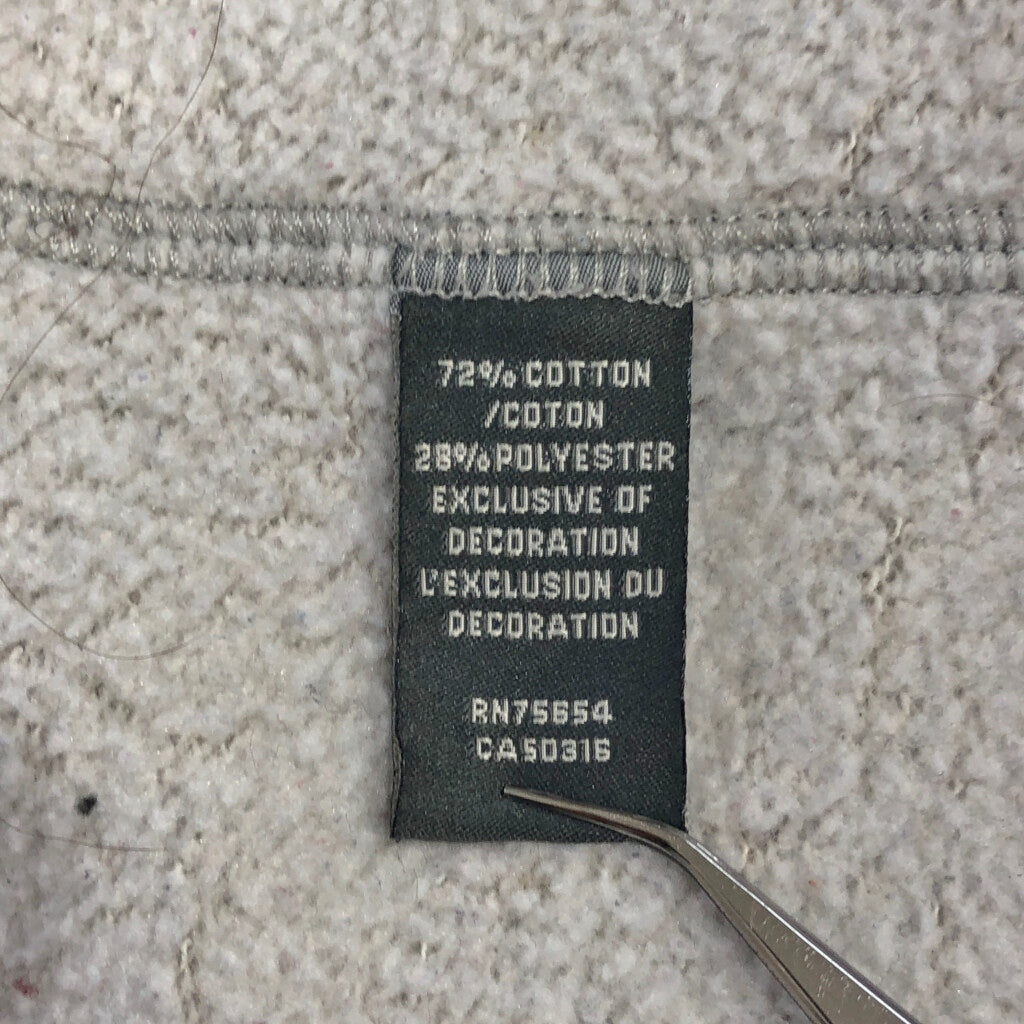 72% COTTON
/COTON
28% POLYESTER
EXCLUSIVE OF
DECORATION
L'EXCLUSION DU
DECORATION
RN75654
CA50316